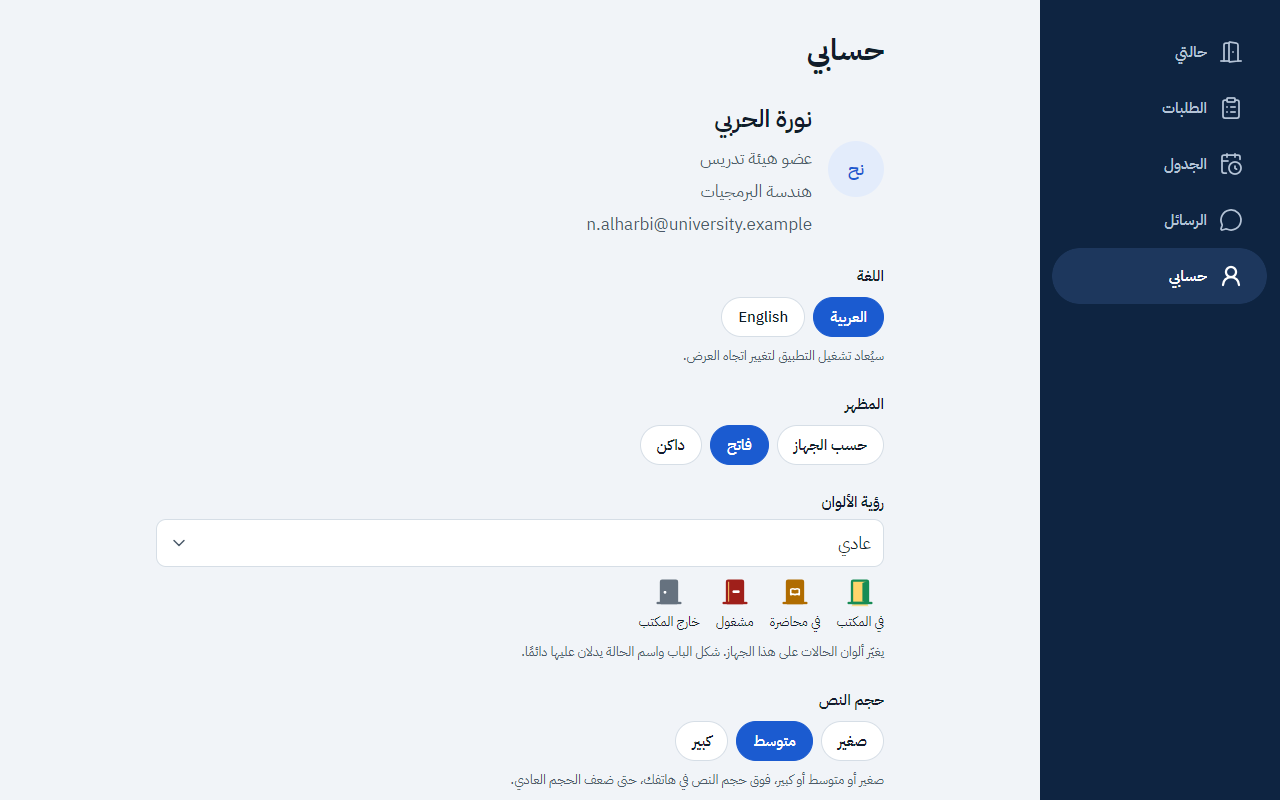 حالتي
الطلبات
الجدول
الرسائل
حسابي
حسابي
نح
نورة الحربي
عضو هيئة تدريس
هندسة البرمجيات
n.alharbi@university.example
اللغة
العربية English
سيُعاد تشغيل التطبيق لتغيير اتجاه العرض.
المظهر
حسب الجهاز فاتح داكن
رؤية الألوان
عادي
في المكتب في محاضرة مشغول خارج المكتب
يغيّر ألوان الحالات على هذا الجهاز. شكل الباب واسم الحالة يدلان عليها دائمًا.
حجم النص
صغير متوسط كبير
صغير أو متوسط أو كبير، فوق حجم النص في هاتفك، حتى ضعف الحجم العادي.